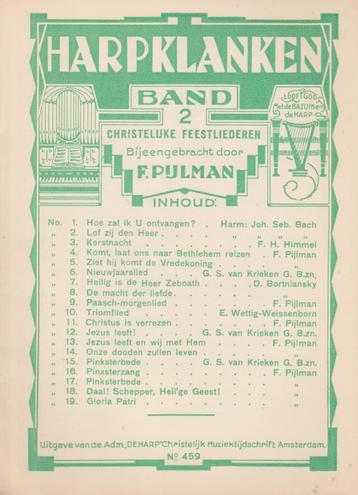 HARPKLANKEN
BAND
2
CHRISTELIJKE FEESTLIEDEREN
Bijeengebracht door
F. PIJLMAN
INHOUD:
LOOFT GOD
Met de BAZUIN en
de HARP
No. 1. Hoe zal ik U ontvangen? . Harm: Joh. Seb. Bach
„ 2. Lof zij den Heer . . . . . „ „ „ „
„ 3. Kerstnacht . . . . . . . F. H. Himmel
„ 4. Komt, laat ons naar Bethlehem reizen . F. Pijlman
„ 5. Ziet hij komt de Vredekoning . . . . „
„ 6. Nieuwjaarslied . . . G. S. van Krieken G. B.zn,
„ 7. Heilig is de Heer Zeboath . . D. Bortniansky
„ 8. De macht der liefde . . . . . . „
„ 9. Paasch-morgenlied . . . . . . F. Pijlman
„ 10. Triomflied . . . . E. Wettig-Weissenborn
„ 11. Christus is verrezen . . . . . . F. Pijlman
„ 12. Jezus leeft! . . . G. S. van Krieken G. B.zn.
„ 13. Jezus leeft en wij met Hem . . . F. Pijlman
„ 14. Onze dooden zullen leven . . . . . „
„ 15. Pinksterbede . . . G. S. van Krieken G. B.zn.
„ 16. Pinxsterzang . . . . . . . F. Pijlman
„ 17. Pinksterbede . . . . . . . . „
„ 18. Daal! Schepper, Heil'ge Geest! . . . . „
„ 19. Gloria Patri . . . . . . . . „
Uitgave van de Adm. „DE HARP" Christelijk Muziektijdschrift Amsterdam.
No 459